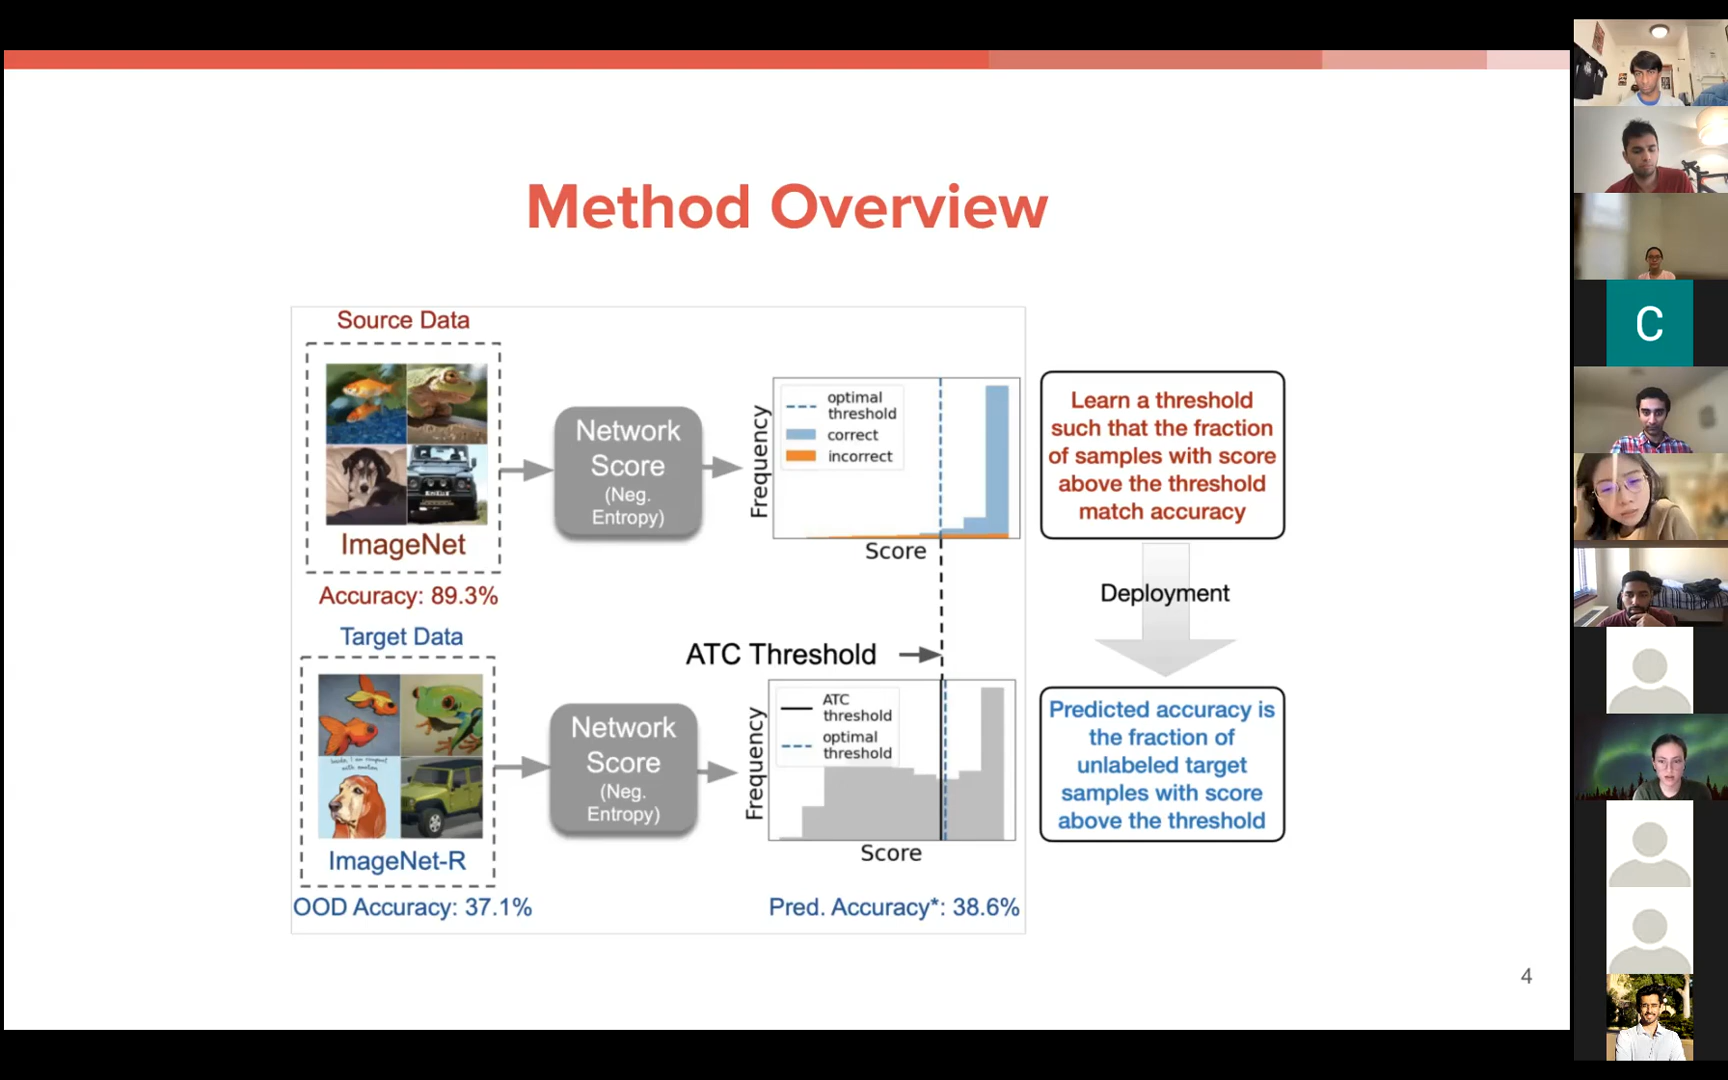 Method Overview
Source Data
ImageNet
Accuracy: 89.3%
Network
Score
(Neg.
Entropy)
Frequency
optimal
threshold
correct
incorrect
Score
Learn a threshold
such that the fraction
of samples with score
above the threshold
match accuracy
Deployment
Target Data
ImageNet-R
OOD Accuracy: 37.1%
Network
Score
(Neg.
Entropy)
ATC Threshold
Frequency
ATC
threshold
optimal
threshold
Score
Pred. Accuracy*: 38.6%
Predicted accuracy is
the fraction of
unlabeled target
samples with score
above the threshold
4
C